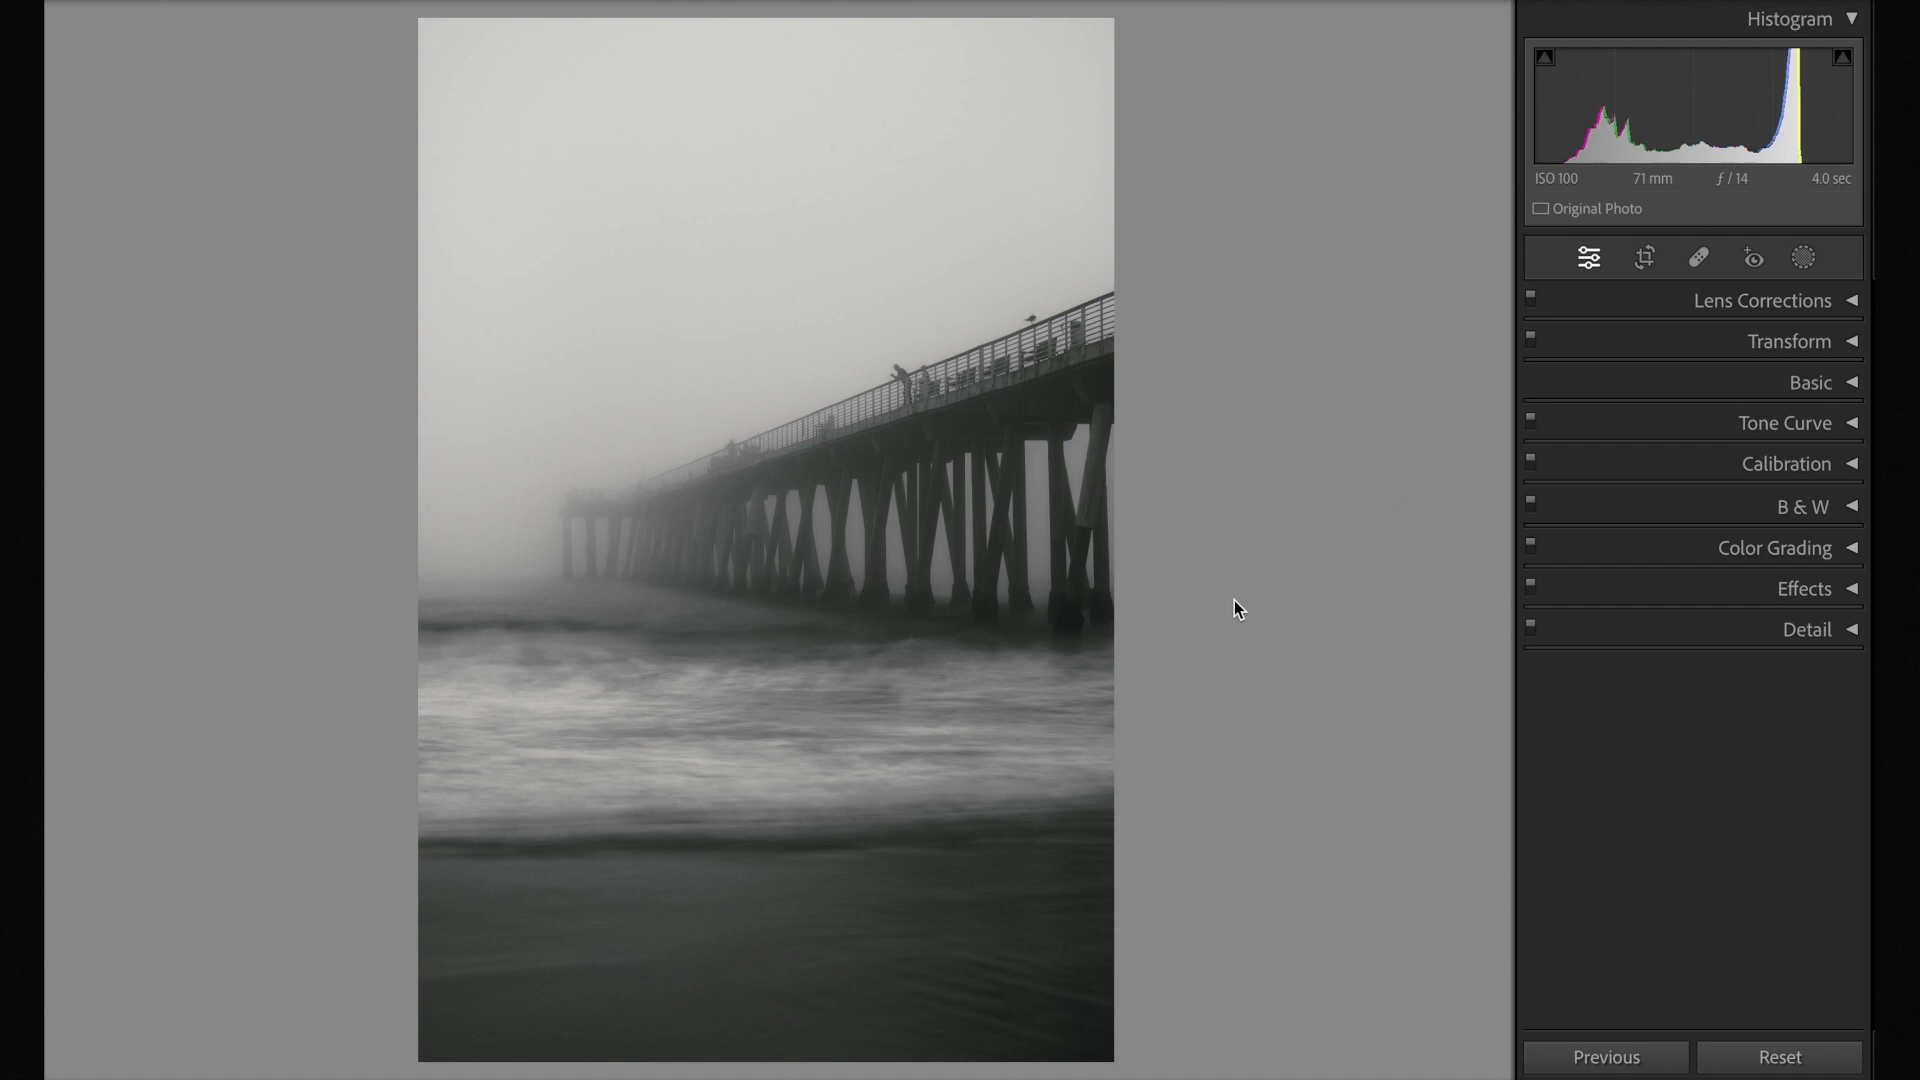 Histogram
ISO 100 71 mm ƒ / 14 4.0 sec
Original Photo
Lens Corrections
Transform
Basic
Tone Curve
Calibration
B & W
Color Grading
Effects
Detail
Previous Reset